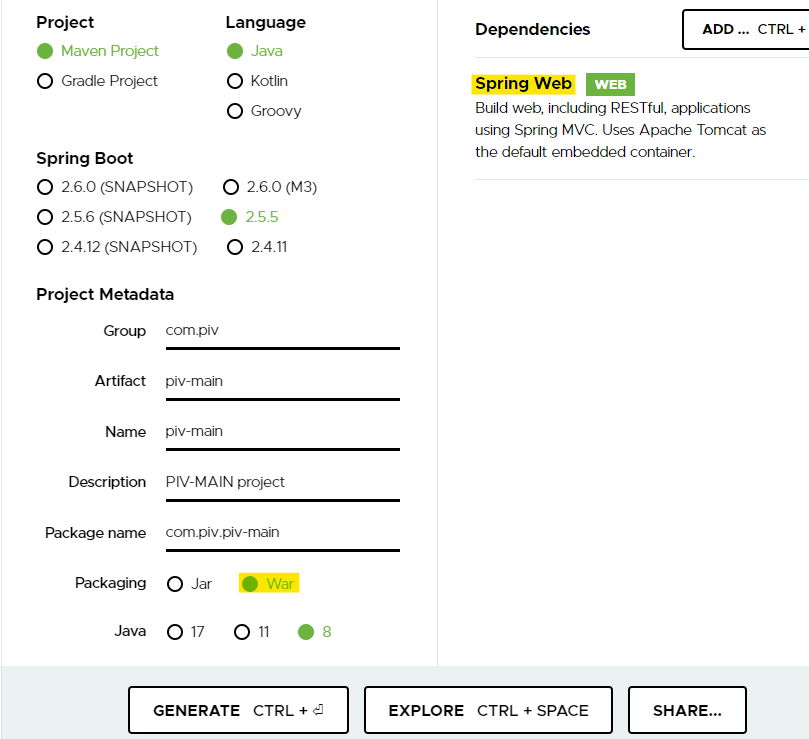 Project
Language
Maven Project
Java
Gradle Project
Kotlin
Groovy
Spring Boot
2.6.0 (SNAPSHOT)
2.6.0 (M3)
2.5.6 (SNAPSHOT)
2.5.5
2.4.12 (SNAPSHOT)
2.4.11
Project Metadata
Group com.piv
Artifact piv-main
Name piv-main
Description PIV-MAIN project
Package name com.piv.piv-main
Packaging Jar War
Java 17 11 8
Dependencies
ADD ... CTRL +
Spring Web WEB
Build web, including RESTful, applications
using Spring MVC. Uses Apache Tomcat as
the default embedded container.
GENERATE CTRL + ⏎
EXPLORE CTRL + SPACE
SHARE...